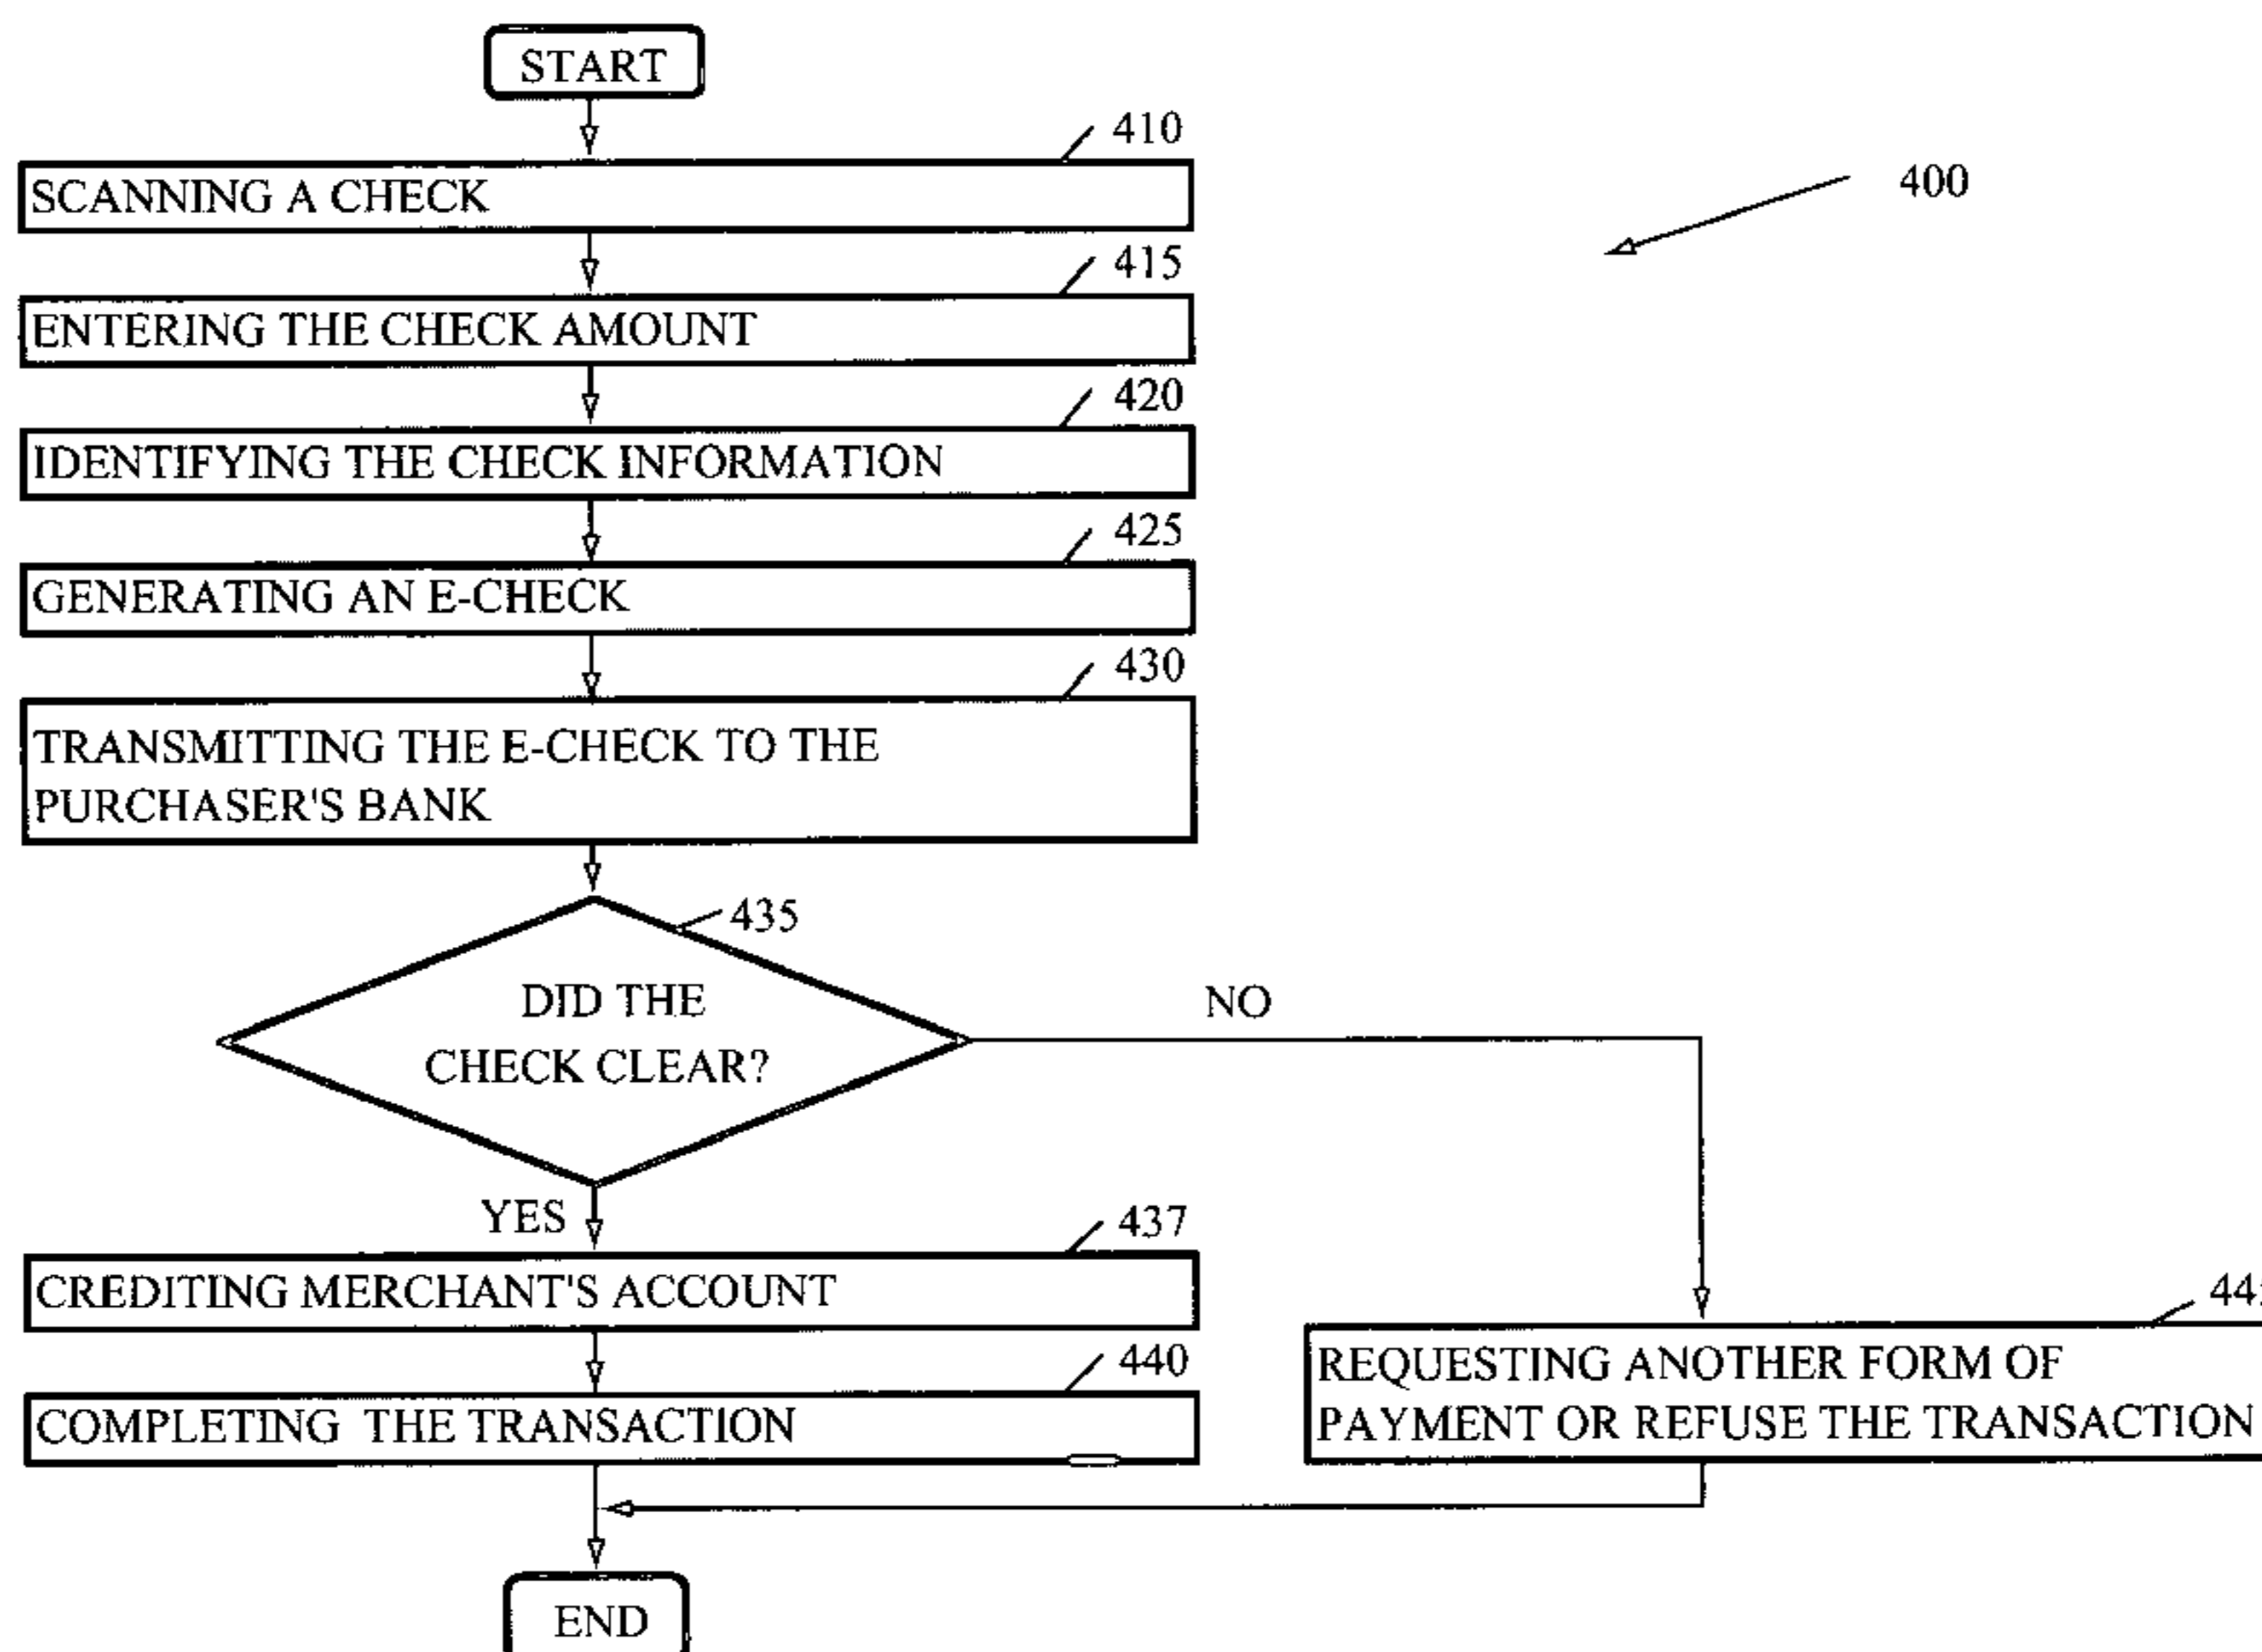 START
410
400
SCANNING A CHECK
415
ENTERING THE CHECK AMOUNT
420
IDENTIFYING THE CHECK INFORMATION
425
GENERATING AN E-CHECK
430
TRANSMITTING THE E-CHECK TO THE
PURCHASER'S BANK
435
DID THE
CHECK CLEAR?
NO
YES
437
CREDITING MERCHANT'S ACCOUNT
440
COMPLETING THE TRANSACTION
REQUESTING ANOTHER FORM OF
PAYMENT OR REFUSE THE TRANSACTION
END